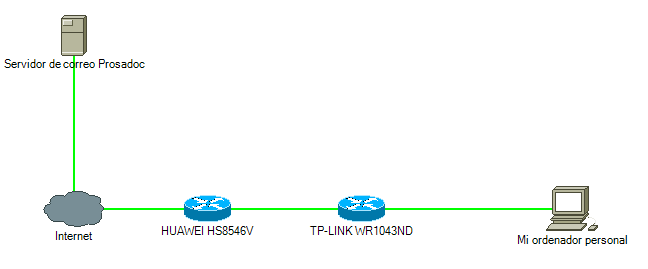 Servidor de correo Prosadoc
Internet
HUAWEI HS8546V
TP-LINK WR1043ND
Mi ordenador personal